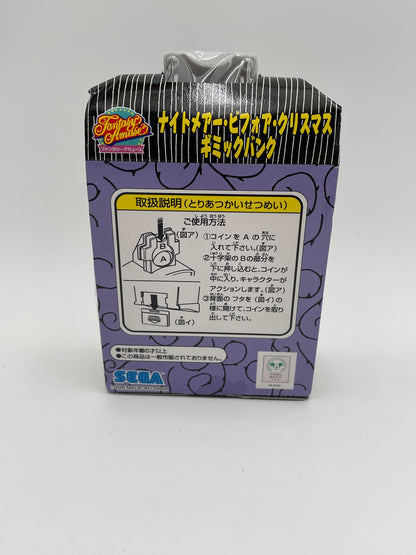 Fantasy Amuse
ファンタジーアミューズ
ナイトメアー・ビフォア・クリスマス
ギミックバンク
取扱説明(とりあつかいせつめい)
ご使用方法
しようほうほう
B
A
(図ア)
①コインを A の穴に
入れて下さい。(図ア)
②十字架の B の部分を
下に押し込むと、コインが
中に入り、キャラクターが
アクションします。(図ア)
③背面の フタを (図イ)の
様に開けて、コインを取り
出して下さい。
(図イ)
●対象年齢6才以上
●この商品は一般市販されておりません。
SEGA